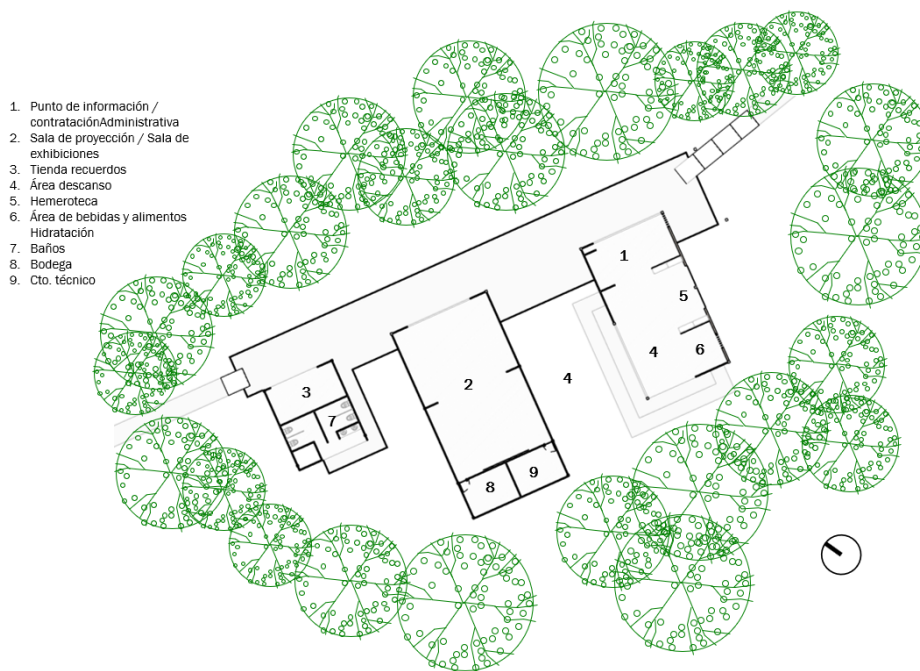 1. Punto de información /
contrataciónAdministrativa
2. Sala de proyección / Sala de
exhibiciones
3. Tienda recuerdos
4. Área descanso
5. Hemeroteca
6. Área de bebidas y alimentos
Hidratación
7. Baños
8. Bodega
9. Cto. técnico
1
5
4
6
2
4
3
7
8
9